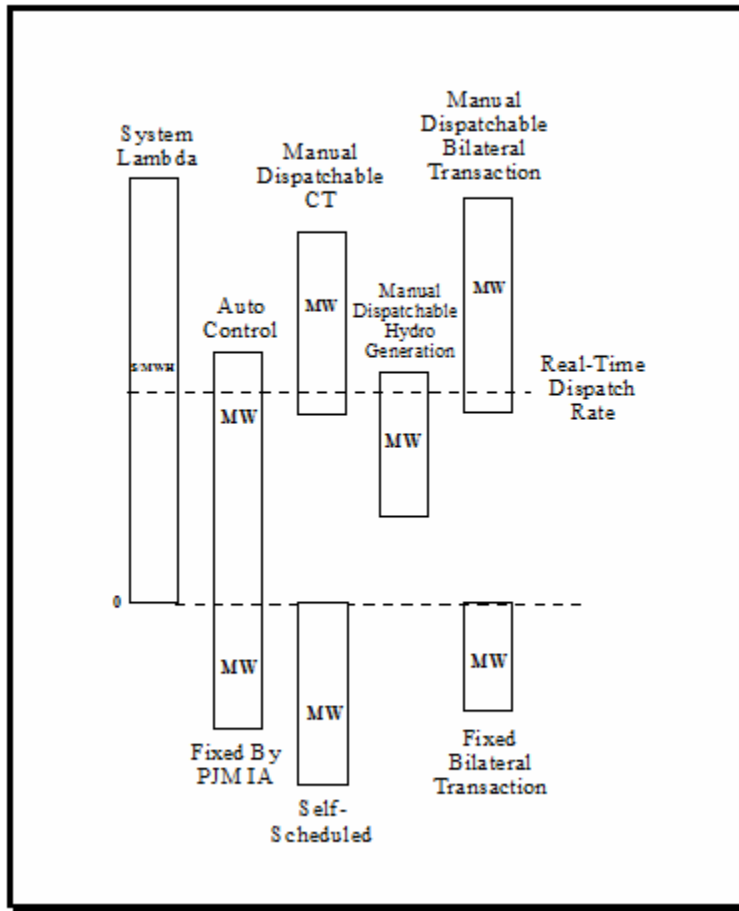 System
Lambda
$/MWH
0
Auto
Control
MW
MW
Fixed By
PJM IA
Manual
Dispatchable
CT
MW
MW
Self-
Scheduled
Manual
Dispatchable
Hydro
Generation
MW
Manual
Dispatchable
Bilateral
Transaction
MW
MW
Fixed
Bilateral
Transaction
Real-Time
Dispatch
Rate